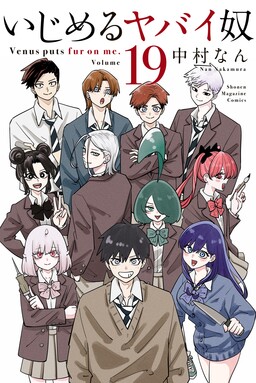 いじめるヤバイ奴
Venus puts fur on me.
Volume
19
中村なん
Nan Nakamura
Shonen
Magazine
Comics